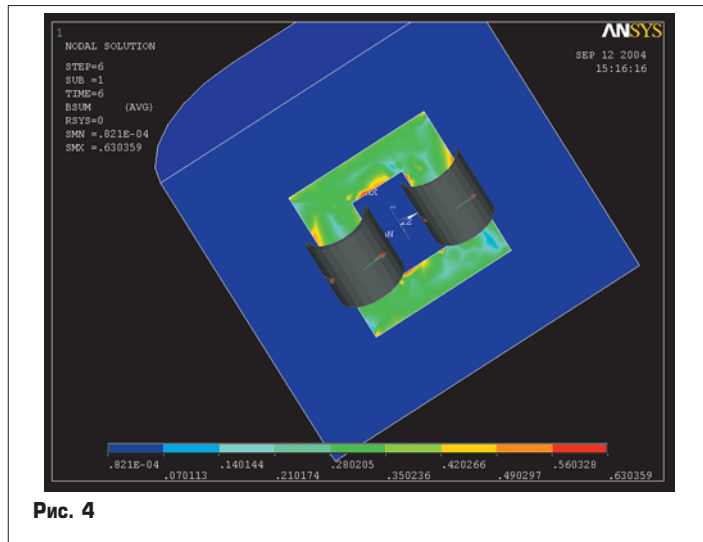 1
NODAL SOLUTION
STEP=6
SUB =1
TIME=6
BSUM (AVG)
RSYS=0
SMN =.821E-04
SMX =.630359
ANSYS
SEP 12 2004
15:16:16
.821E-04 .140144 .280205 .420266 .560328
.070113 .210174 .350236 .490297 .630359
Рис. 4